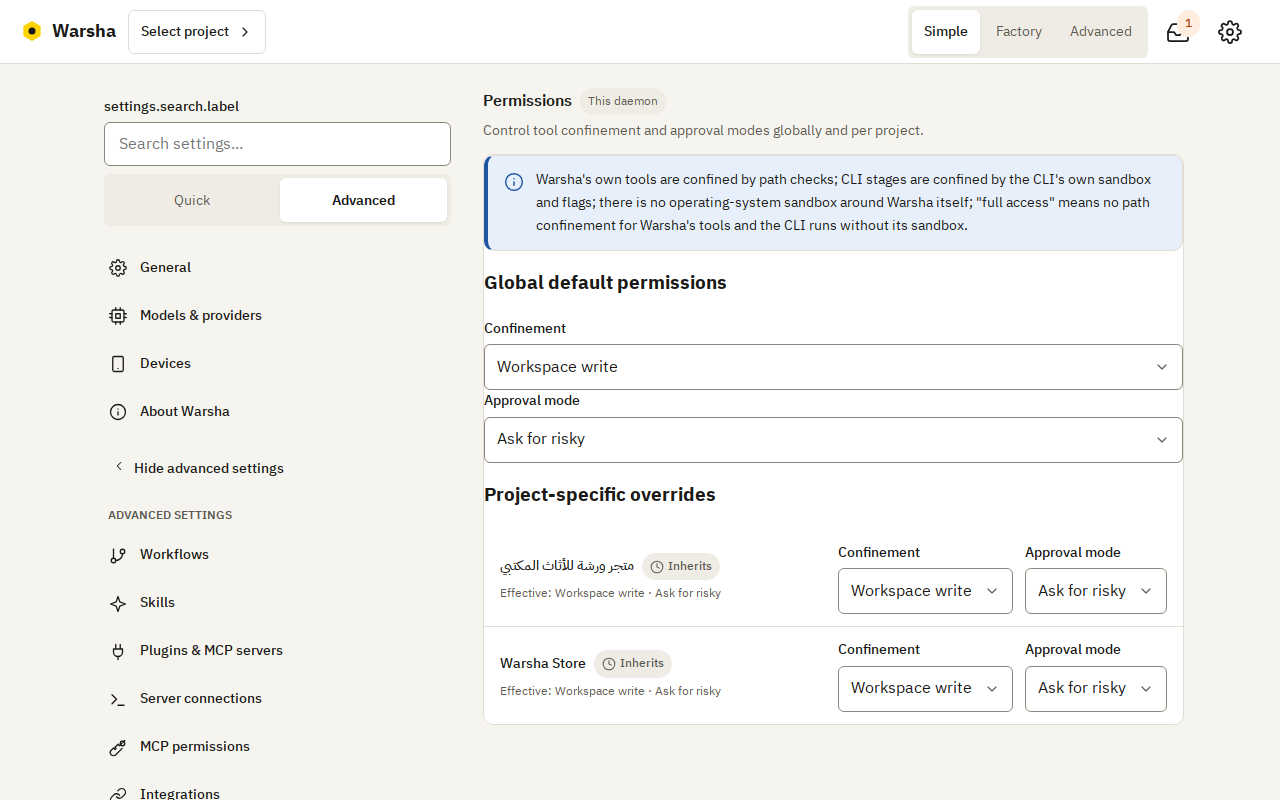 Warsha
Select project
Simple
Factory
Advanced
1
settings.search.label
Search settings...
Quick
Advanced
General
Models & providers
Devices
About Warsha
Hide advanced settings
ADVANCED SETTINGS
Workflows
Skills
Plugins & MCP servers
Server connections
MCP permissions
Integrations
Permissions
This daemon
Control tool confinement and approval modes globally and per project.
Warsha's own tools are confined by path checks; CLI stages are confined by the CLI's own sandbox
and flags; there is no operating-system sandbox around Warsha itself; "full access" means no path
confinement for Warsha's tools and the CLI runs without its sandbox.
Global default permissions
Confinement
Workspace write
Approval mode
Ask for risky
Project-specific overrides
متجر ورشة للأثاث المكتبي
Inherits
Effective: Workspace write · Ask for risky
Confinement
Workspace write
Approval mode
Ask for risky
Warsha Store
Inherits
Effective: Workspace write · Ask for risky
Confinement
Workspace write
Approval mode
Ask for risky